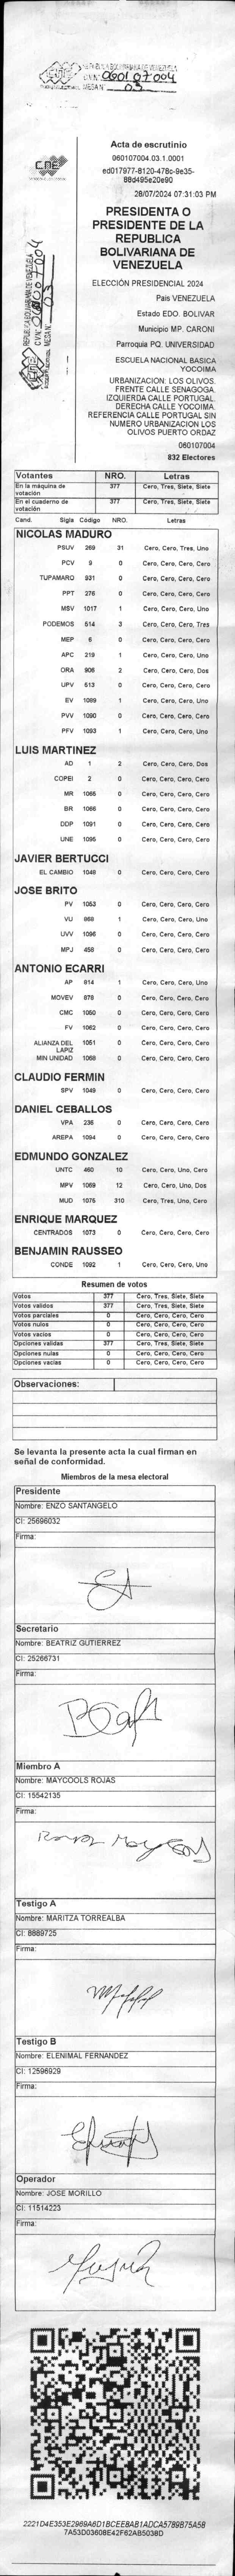 REPUBLICA BOLIVARIANA DE VENEZUELA
CVN: 060107004
MESA N° 03
CNE
REPUBLICA BOLIVARIANA DE VENEZUELA
CVN: 060107004
MESA N° 03
Acta de escrutinio
060107004.03.1.0001
28/07/2024 07:31:03 PM
PRESIDENTA O
PRESIDENTE DE LA
REPUBLICA
BOLIVARIANA DE
VENEZUELA
ELECCIÓN PRESIDENCIAL 2024
País VENEZUELA
Estado EDO. BOLIVAR
Municipio MP. CARONI
Parroquia PQ. UNIVERSIDAD
ESCUELA NACIONAL BASICA
YOCOIMA
URBANIZACION: LOS OLIVOS.
FRENTE CALLE SENAGOGA.
IZQUIERDA CALLE PORTUGAL.
DERECHA CALLE YOCOIMA.
REFERENCIA CALLE PORTUGAL SIN
NUMERO URBANIZACION LOS
OLIVOS PUERTO ORDAZ
060107004
832 Electores
Votantes NRO. Letras
En la máquina de votación 377 Cero, Tres, Siete, Siete
En el cuaderno de votación 377 Cero, Tres, Siete, Siete
Cand. Sigla Código NRO. Letras
NICOLAS MADURO
PSUV 269 31 Cero, Cero, Tres, Uno
PCV 9 0 Cero, Cero, Cero, Cero
TUPAMARO 931 0 Cero, Cero, Cero, Cero
PPT 276 0 Cero, Cero, Cero, Cero
MSV 1017 1 Cero, Cero, Cero, Uno
PODEMOS 514 3 Cero, Cero, Cero, Tres
MEP 6 0 Cero, Cero, Cero, Cero
APC 219 1 Cero, Cero, Cero, Uno
ORA 906 2 Cero, Cero, Cero, Dos
UPV 613 0 Cero, Cero, Cero, Cero
EV 1089 1 Cero, Cero, Cero, Uno
PVV 1090 0 Cero, Cero, Cero, Cero
PFV 1093 1 Cero, Cero, Cero, Uno
LUIS MARTINEZ
AD 1 2 Cero, Cero, Cero, Dos
COPEI 2 0 Cero, Cero, Cero, Cero
MR 1065 0 Cero, Cero, Cero, Cero
BR 1066 0 Cero, Cero, Cero, Cero
DDP 1091 0 Cero, Cero, Cero, Cero
UNE 1095 0 Cero, Cero, Cero, Cero
JAVIER BERTUCCI
EL CAMBIO 1048 0 Cero, Cero, Cero, Cero
JOSE BRITO
PV 1053 0 Cero, Cero, Cero, Cero
VU 868 1 Cero, Cero, Cero, Uno
UVV 1096 0 Cero, Cero, Cero, Cero
MPJ 458 0 Cero, Cero, Cero, Cero
ANTONIO ECARRI
AP 814 1 Cero, Cero, Cero, Uno
MOVEV 878 0 Cero, Cero, Cero, Cero
CMC 1050 0 Cero, Cero, Cero, Cero
FV 1062 0 Cero, Cero, Cero, Cero
ALIANZA DEL LAPIZ 1051 0 Cero, Cero, Cero, Cero
MIN UNIDAD 1068 0 Cero, Cero, Cero, Cero
CLAUDIO FERMIN
SPV 1049 0 Cero, Cero, Cero, Cero
DANIEL CEBALLOS
VPA 236 0 Cero, Cero, Cero, Cero
AREPA 1094 0 Cero, Cero, Cero, Cero
EDMUNDO GONZALEZ
UNTC 460 10 Cero, Cero, Uno, Cero
MPV 1069 12 Cero, Cero, Uno, Dos
MUD 1075 310 Cero, Tres, Uno, Cero
ENRIQUE MARQUEZ
CENTRADOS 1073 0 Cero, Cero, Cero, Cero
BENJAMIN RAUSSEO
CONDE 1092 1 Cero, Cero, Cero, Uno
Resumen de votos
Votos 377 Cero, Tres, Siete, Siete
Votos validos 377 Cero, Tres, Siete, Siete
Votos parciales 0 Cero, Cero, Cero, Cero
Votos nulos 0 Cero, Cero, Cero, Cero
Votos vacios 0 Cero, Cero, Cero, Cero
Opciones validas 377 Cero, Tres, Siete, Siete
Opciones nulas 0 Cero, Cero, Cero, Cero
Opciones vacias 0 Cero, Cero, Cero, Cero
Observaciones:
Se levanta la presente acta la cual firman en
señal de conformidad.
Miembros de la mesa electoral
Presidente
Nombre: ENZO SANTANGELO
CI: 25696032
Firma:
Secretario
Nombre: BEATRIZ GUTIERREZ
CI: 25266731
Firma:
Miembro A
Nombre: MAYCOOLS ROJAS
CI: 15542135
Firma:
Testigo A
Nombre: MARITZA TORREALBA
CI: 8889725
Firma:
Testigo B
Nombre: ELENIMAL FERNANDEZ
CI: 12596929
Firma:
Operador
Nombre: JOSE MORILLO
CI: 11514223
Firma:
2221D4E353E2969A6D1BCEE8AB1ADCA5789B75A58
7A53D03608E42F62AB5038D